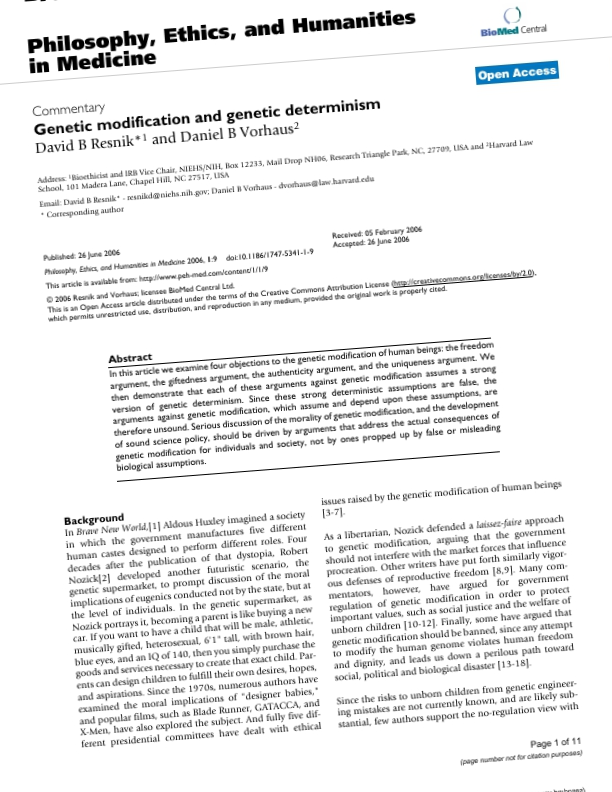 Philosophy, Ethics, and Humanities
in Medicine
BioMed Central
Open Access
Commentary
Genetic modification and genetic determinism
David B Resnik*1 and Daniel B Vorhaus2
Address: 1Bioethicist and IRB Vice Chair, NIEHS/NIH, Box 12233, Mail Drop NH06, Research Triangle Park, NC, 27709, USA and 2Harvard Law
School, 101 Madera Lane, Chapel Hill, NC 27517, USA
Email: David B Resnik* - resnikd@niehs.nih.gov; Daniel B Vorhaus - dvorhaus@law.harvard.edu
* Corresponding author
Published: 26 June 2006
Received: 05 February 2006
Accepted: 26 June 2006
Philosophy, Ethics, and Humanities in Medicine 2006, 1:9 doi:10.1186/1747-5341-1-9
This article is available from: http://www.peh-med.com/content/1/1/9
© 2006 Resnik and Vorhaus; licensee BioMed Central Ltd.
This is an Open Access article distributed under the terms of the Creative Commons Attribution License (http://creativecommons.org/licenses/by/2.0),
which permits unrestricted use, distribution, and reproduction in any medium, provided the original work is properly cited.
Abstract
In this article we examine four objections to the genetic modification of human beings: the freedom
argument, the giftedness argument, the authenticity argument, and the uniqueness argument. We
then demonstrate that each of these arguments against genetic modification assumes a strong
version of genetic determinism. Since these strong deterministic assumptions are false, the
arguments against genetic modification, which assume and depend upon these assumptions, are
therefore unsound. Serious discussion of the morality of genetic modification, and the development
of sound science policy, should be driven by arguments that address the actual consequences of
genetic modification for individuals and society, not by ones propped up by false or misleading
biological assumptions.
Background
In Brave New World,[1] Aldous Huxley imagined a society
in which the government manufactures five different
human castes designed to perform different roles. Four
decades after the publication of that dystopia, Robert
Nozick[2] developed another futuristic scenario, the
genetic supermarket, to prompt discussion of the moral
implications of eugenics conducted not by the state, but at
the level of individuals. In the genetic supermarket, as
Nozick portrays it, becoming a parent is like buying a new
car. If you want to have a child that will be male, athletic,
musically gifted, heterosexual, 6'1" tall, with brown hair,
blue eyes, and an IQ of 140, then you simply purchase the
goods and services necessary to create that exact child. Par-
ents can design children to fulfill their own desires, hopes,
and aspirations. Since the 1970s, numerous authors have
examined the moral implications of "designer babies,"
and popular films, such as Blade Runner, GATACCA, and
X-Men, have also explored the subject. And fully five dif-
ferent presidential committees have dealt with ethical
issues raised by the genetic modification of human beings
[3-7].
As a libertarian, Nozick defended a laissez-faire approach
to genetic modification, arguing that the government
should not interfere with the market forces that influence
procreation. Other writers have put forth similarly vigor-
ous defenses of reproductive freedom [8,9]. Many com-
mentators, however, have argued for government
regulation of genetic modification in order to protect
important values, such as social justice and the welfare of
unborn children [10-12]. Finally, some have argued that
genetic modification should be banned, since any attempt
to modify the human genome violates human freedom
and dignity, and leads us down a perilous path toward
social, political and biological disaster [13-18].
Since the risks to unborn children from genetic engineer-
ing mistakes are not currently known, and are likely sub-
stantial, few authors support the no-regulation view with
Page 1 of 11
(page number not for citation purposes)